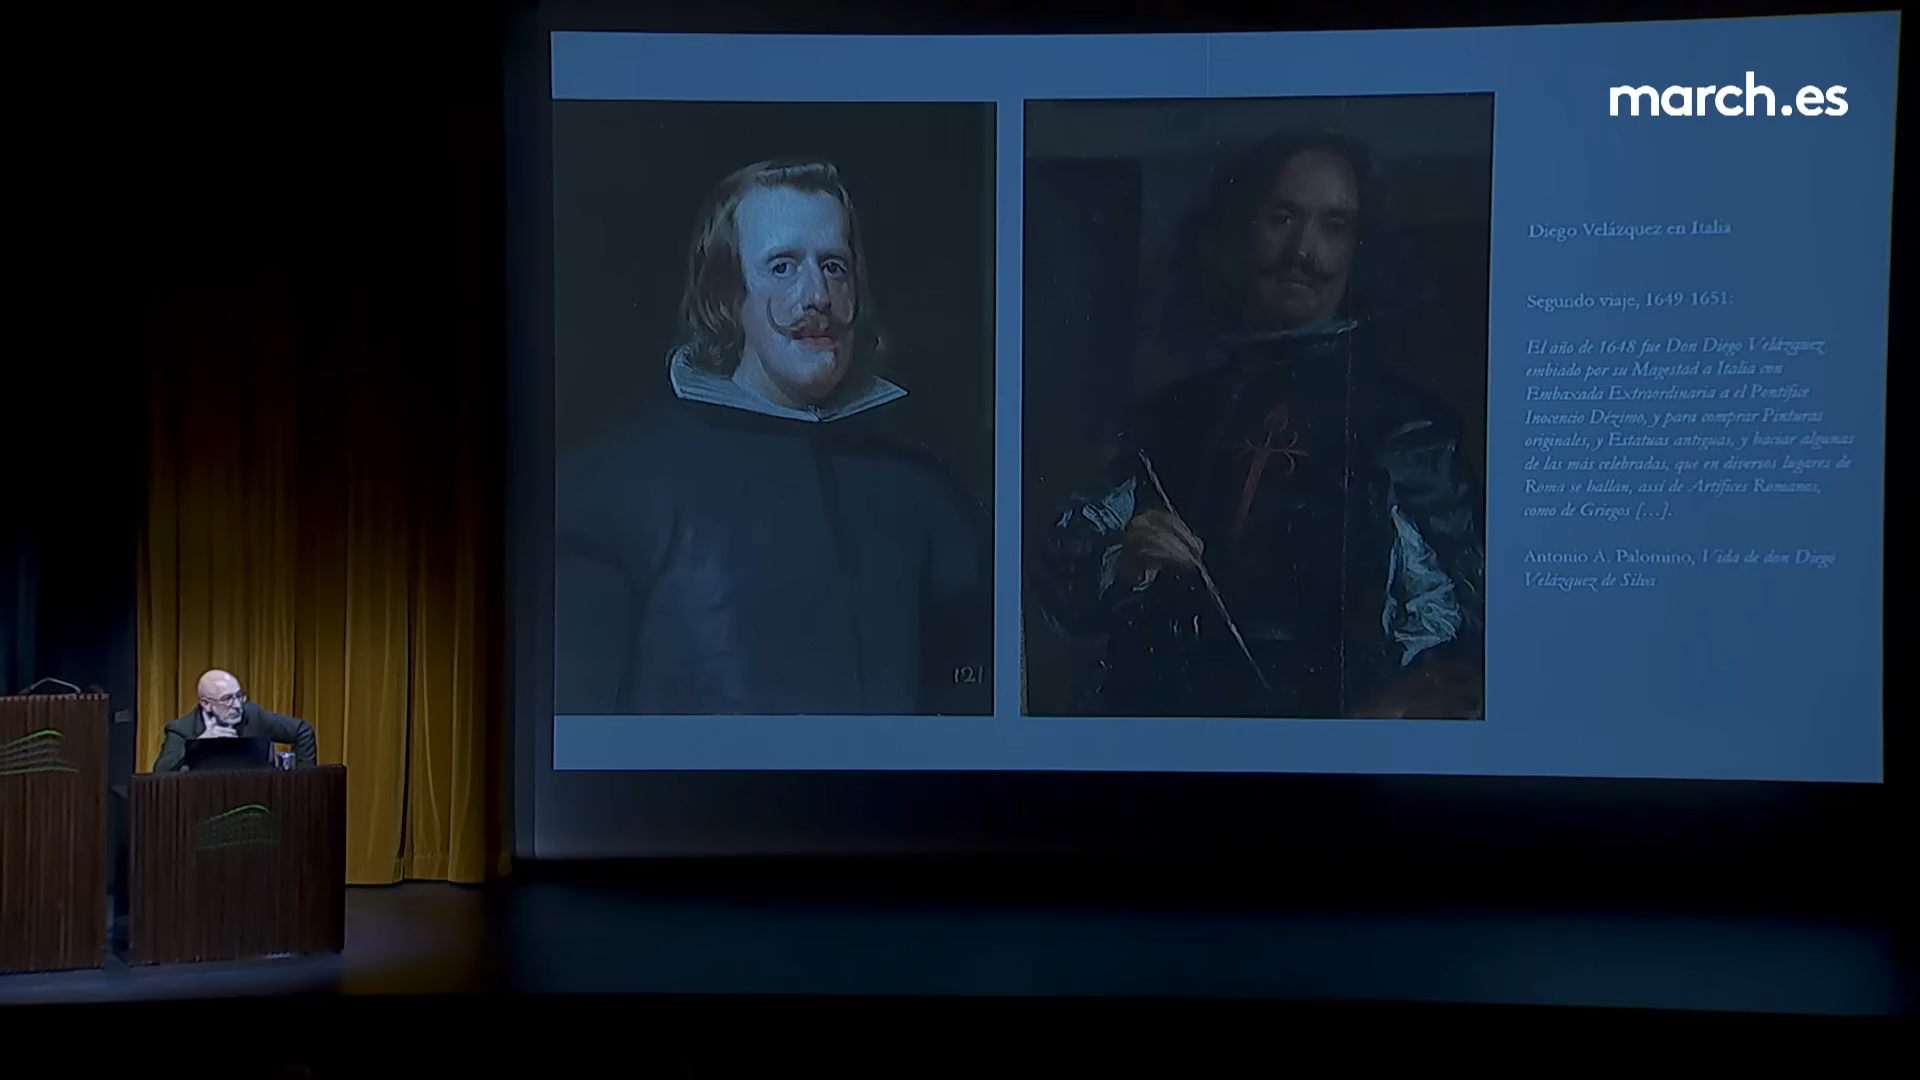 march.es
Diego Velázquez en Italia
Segundo viaje, 1649-1651:
El año de 1648 fue Don Diego Velázquez
embiado por su Magestad a Italia con
Embaxada Extraordinaria a el Pontífice
Inocencio Dézimo, y para comprar Pinturas
originales, y Estatuas antiguas, y baciar algunas
de las más celebradas, que en diversos lugares de
Roma se hallan, assí de Artífices Romanos,
como de Griegos [...].
Antonio A. Palomino, Vida de don Diego
Velázquez de Silva
121